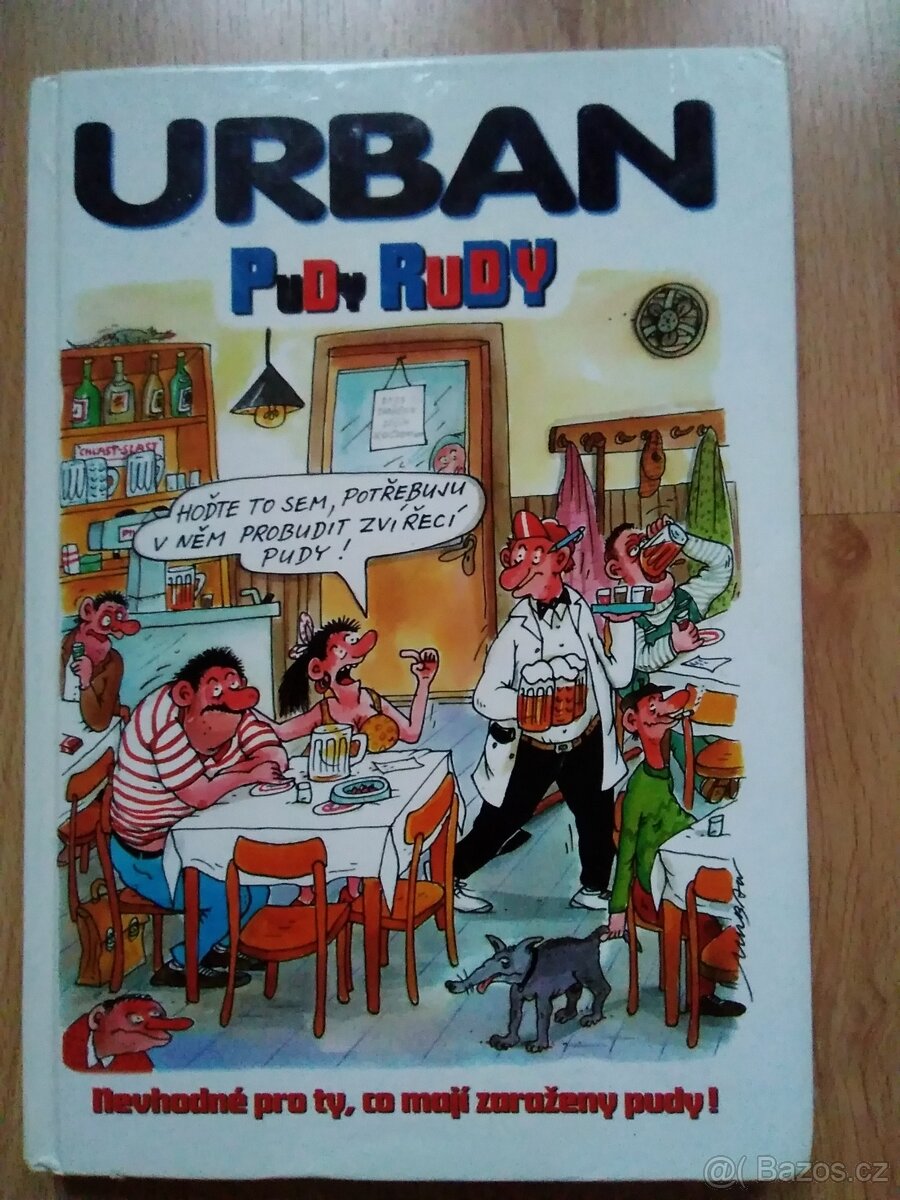 URBAN
PUDY RUDY
CHLAST-SLAST
HOĎTE TO SEM, POTŘEBUJU
V NĚM PROBUDIT ZVÍŘECÍ
PUDY!
URBAN
Nevhodné pro ty, co mají zaraženy pudy!
@( Bazos.cz